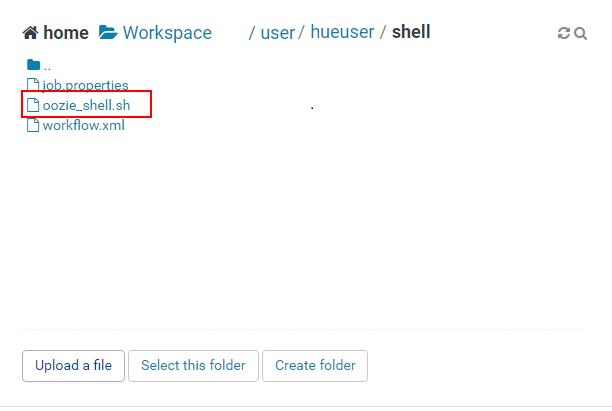 home Workspace / user / hueuser / shell
..
job.properties
oozie_shell.sh
.
workflow.xml
Upload a file Select this folder Create folder